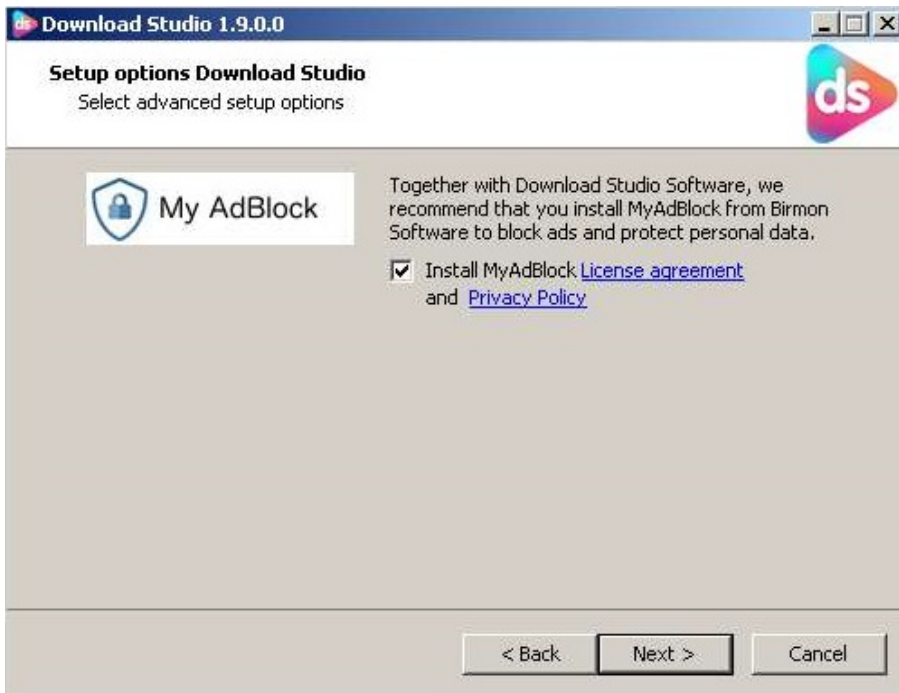 Download Studio 1.9.0.0
Setup options Download Studio
Select advanced setup options
ds
My AdBlock
Together with Download Studio Software, we
recommend that you install MyAdBlock from Birmon
Software to block ads and protect personal data.
Install MyAdBlock License agreement
and Privacy Policy
< Back
Next >
Cancel